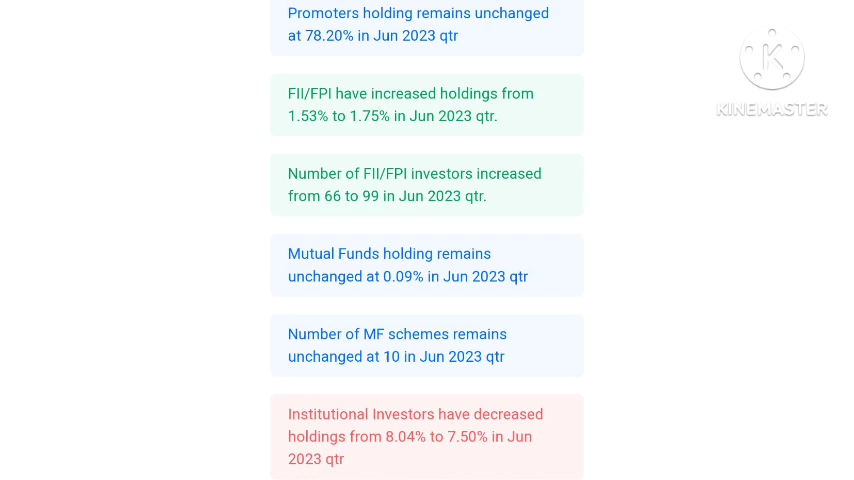 Promoters holding remains unchanged
at 78.20% in Jun 2023 qtr
FII/FPI have increased holdings from
1.53% to 1.75% in Jun 2023 qtr.
Number of FII/FPI investors increased
from 66 to 99 in Jun 2023 qtr.
Mutual Funds holding remains
unchanged at 0.09% in Jun 2023 qtr
Number of MF schemes remains
unchanged at 10 in Jun 2023 qtr
Institutional Investors have decreased
holdings from 8.04% to 7.50% in Jun
2023 qtr
K
KINEMASTER